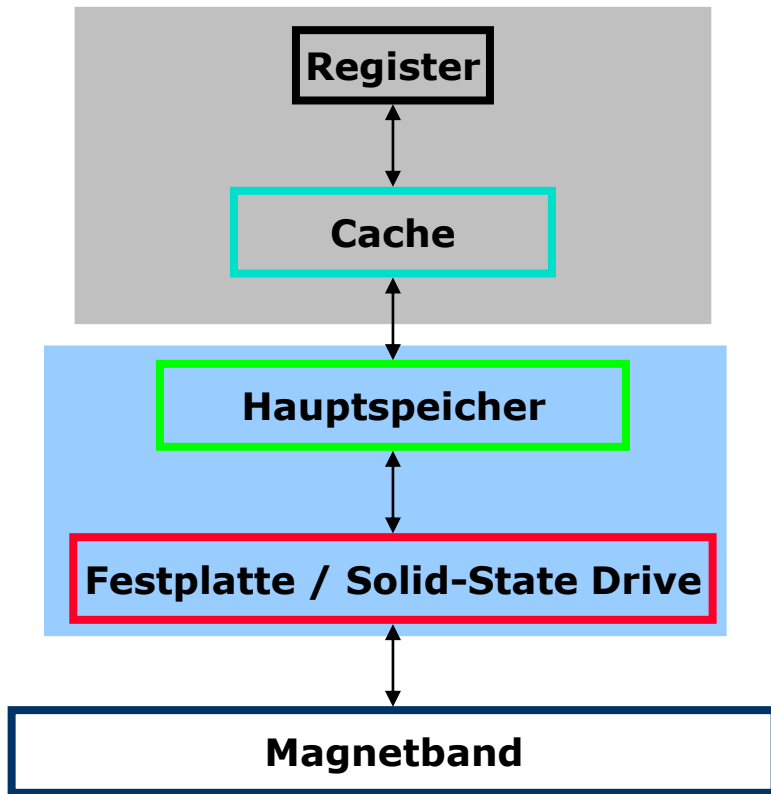 Register
Cache
Hauptspeicher
Festplatte / Solid-State Drive
Magnetband